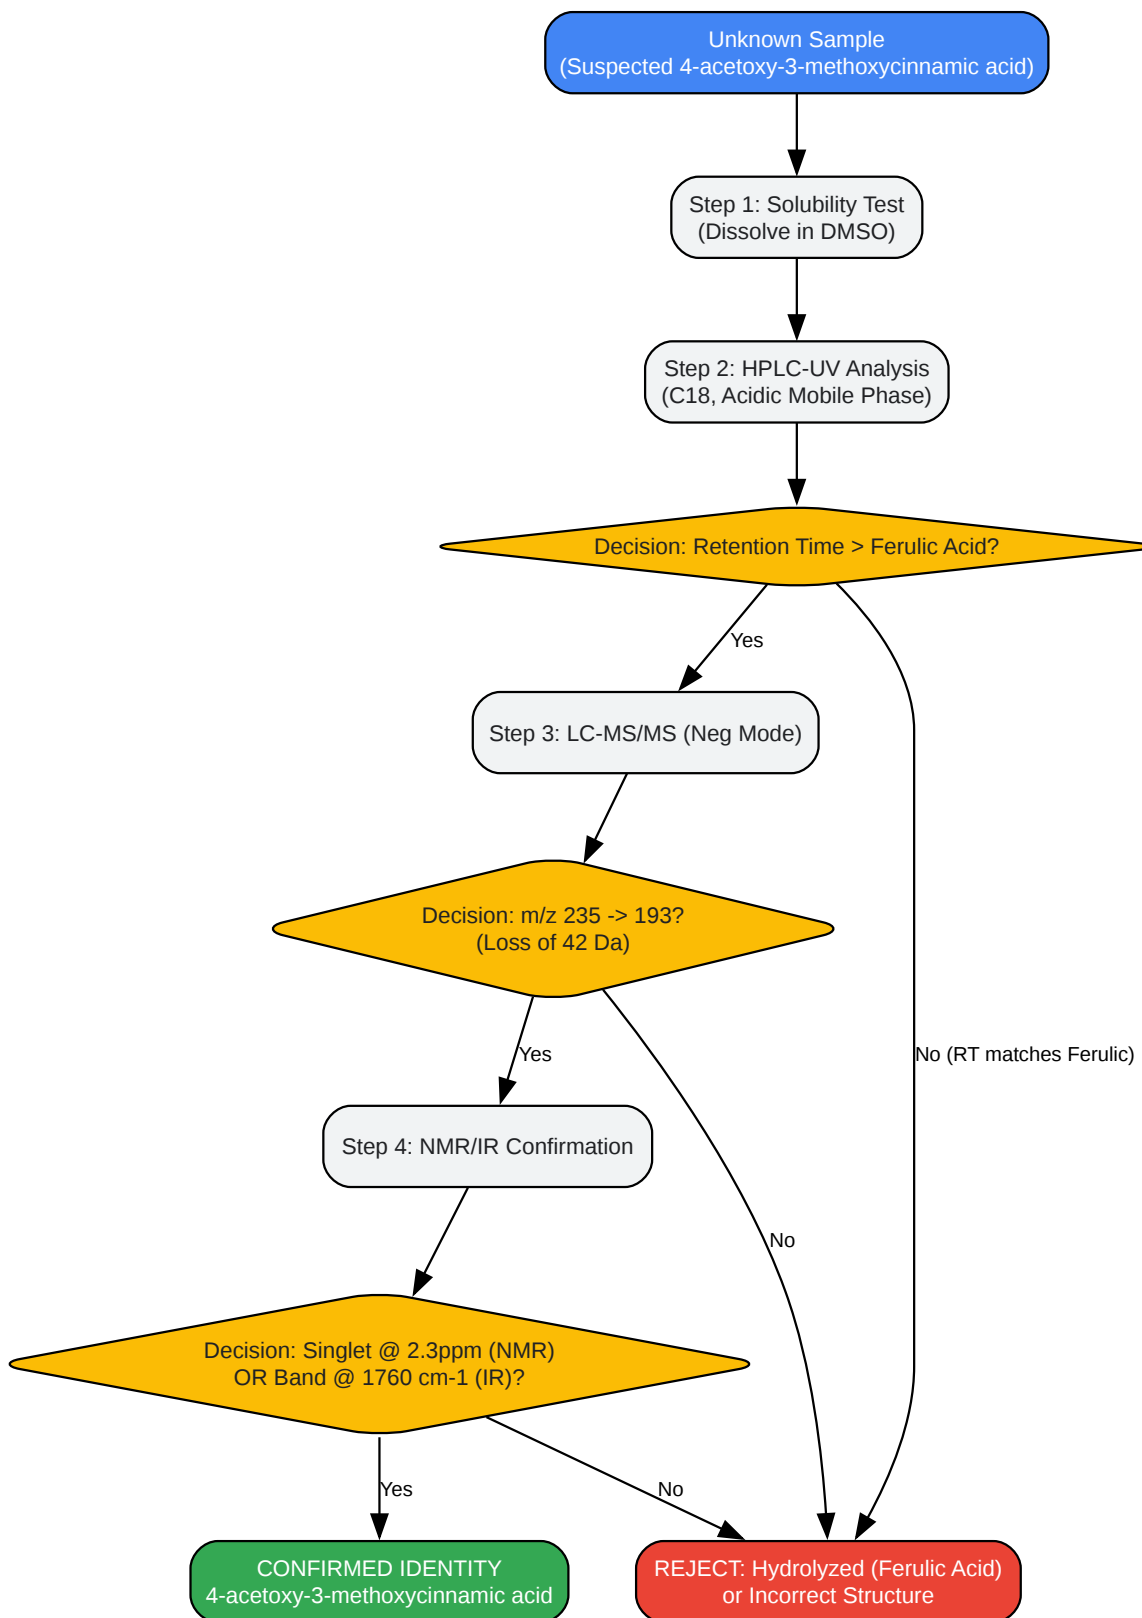 Unknown Sample
(Suspected 4-acetoxy-3-methoxycinnamic acid)
Step 1: Solubility Test
(Dissolve in DMSO)
Step 2: HPLC-UV Analysis
(C18, Acidic Mobile Phase)
Decision: Retention Time > Ferulic Acid?
Yes
Step 3: LC-MS/MS (Neg Mode)
Decision: m/z 235 -> 193?
(Loss of 42 Da)
Yes
No (RT matches Ferulic)
Step 4: NMR/IR Confirmation
No
Decision: Singlet @ 2.3ppm (NMR)
OR Band @ 1760 cm-1 (IR)?
Yes
No
CONFIRMED IDENTITY
4-acetoxy-3-methoxycinnamic acid
REJECT: Hydrolyzed (Ferulic Acid)
or Incorrect Structure